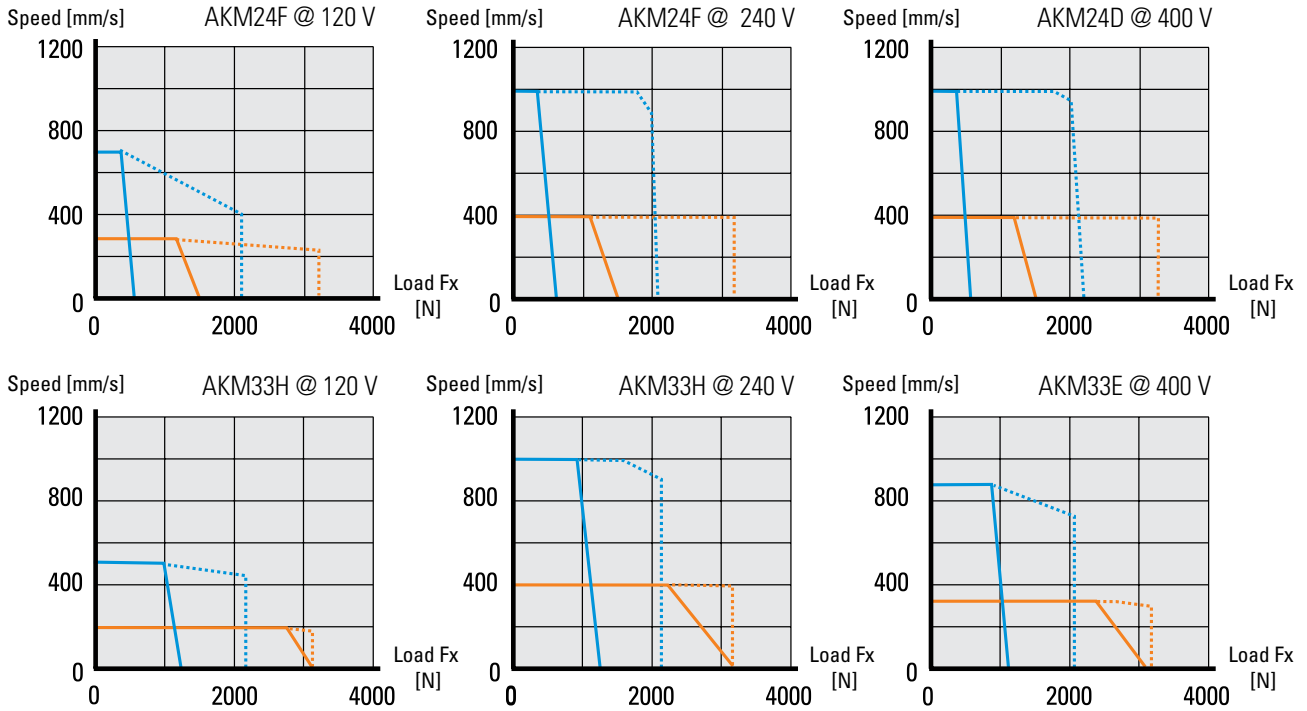 Speed [mm/s] AKM24F @ 120 V
1200
800
400
0
0 2000 4000
Load Fx
[N]
Speed [mm/s] AKM24F @ 240 V
1200
800
400
0
0 2000 4000
Load Fx
[N]
Speed [mm/s] AKM24D @ 400 V
1200
800
400
0
0 2000 4000
Load Fx
[N]
Speed [mm/s] AKM33H @ 120 V
1200
800
400
0
0 2000 4000
Load Fx
[N]
Speed [mm/s] AKM33H @ 240 V
1200
800
400
0
0 2000 4000
Load Fx
[N]
Speed [mm/s] AKM33E @ 400 V
1200
800
400
0
0 2000 4000
Load Fx
[N]